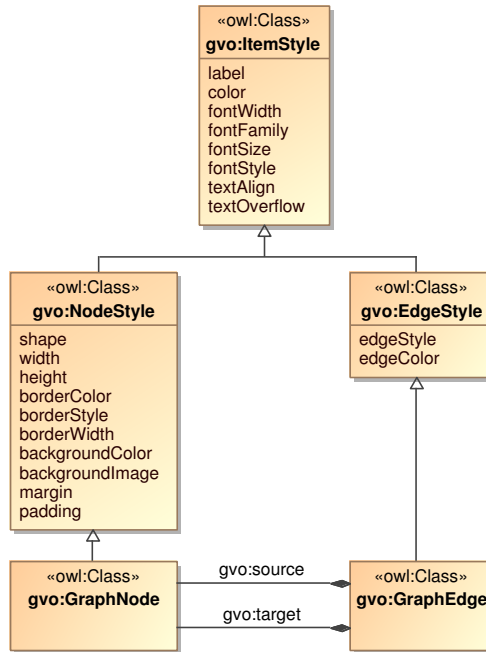 «owl:Class»
gvo:ItemStyle
label
color
fontWidth
fontFamily
fontSize
fontStyle
textAlign
textOverflow
«owl:Class»
gvo:NodeStyle
shape
width
height
borderColor
borderStyle
borderWidth
backgroundColor
backgroundImage
margin
padding
«owl:Class»
gvo:EdgeStyle
edgeStyle
edgeColor
«owl:Class»
gvo:GraphNode
gvo:source
gvo:target
«owl:Class»
gvo:GraphEdge